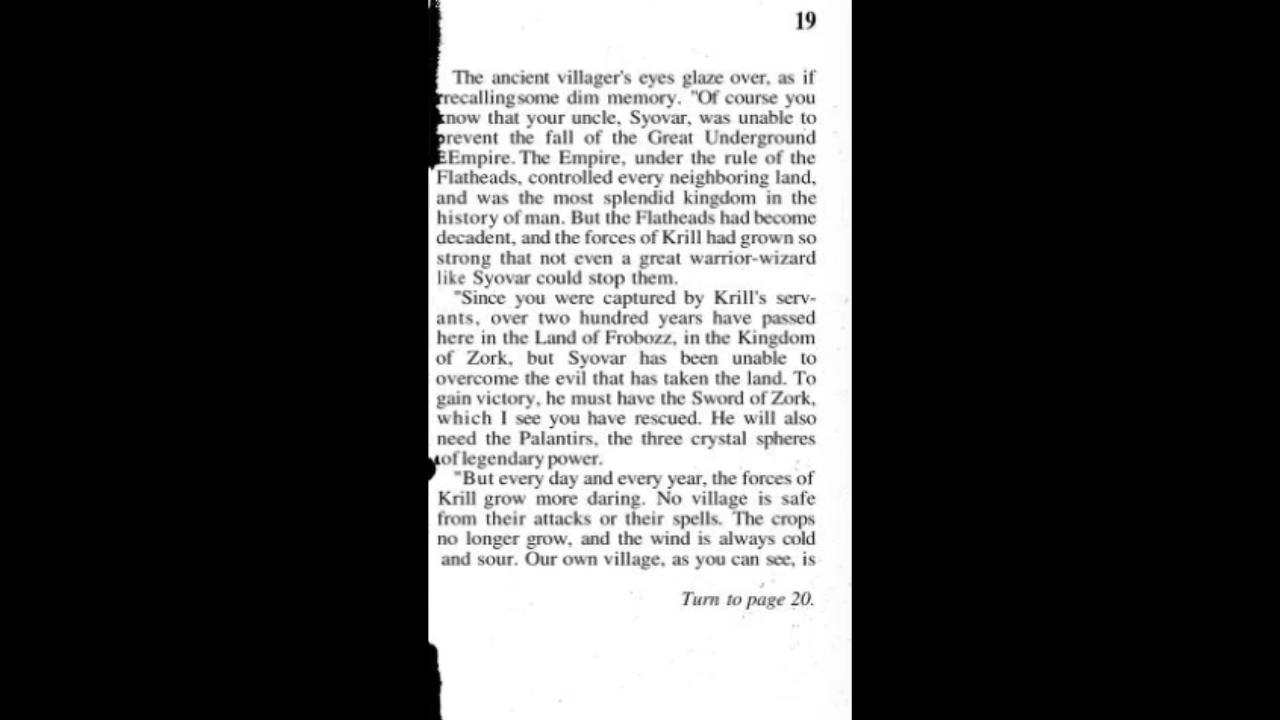 19
The ancient villager's eyes glaze over, as if
rrecallingsome dim memory. "Of course you
know that your uncle, Syovar, was unable to
prevent the fall of the Great Underground
EEmpire. The Empire, under the rule of the
Flatheads, controlled every neighboring land,
and was the most splendid kingdom in the
history of man. But the Flatheads had become
decadent, and the forces of Krill had grown so
strong that not even a great warrior-wizard
like Syovar could stop them.
"Since you were captured by Krill's serv-
ants, over two hundred years have passed
here in the Land of Frobozz, in the Kingdom
of Zork, but Syovar has been unable to
overcome the evil that has taken the land. To
gain victory, he must have the Sword of Zork,
which I see you have rescued. He will also
need the Palantirs, the three crystal spheres
of legendary power.
"But every day and every year, the forces of
Krill grow more daring. No village is safe
from their attacks or their spells. The crops
no longer grow, and the wind is always cold
and sour. Our own village, as you can see, is
Turn to page 20.